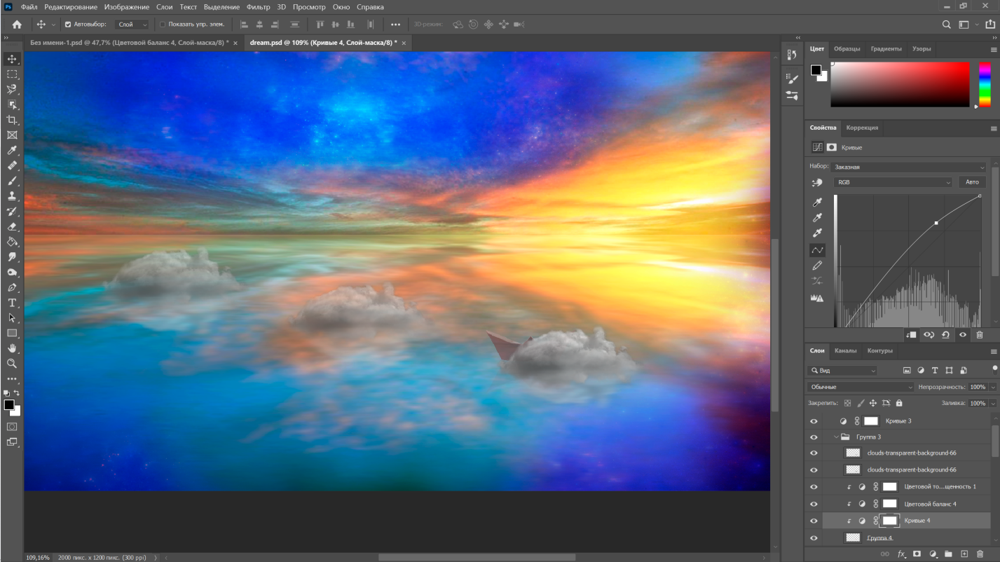 Ps Файл Редактирование Изображение Слои Текст Выделение Фильтр 3D Просмотр Окно Справка
Автовыбор: Слой Показать упр. элем. 3D-режим:
Без имени-1.psd @ 47,7% (Цветовой баланс 4, Слой-маска/8) * dream.psd @ 109% (Кривые 4, Слой-маска/8) *
Цвет Образцы Градиенты Узоры
Свойства Коррекция
Кривые
Набор: Заказная
RGB Авто
Слои Каналы Контуры
Вид
Обычные Непрозрачность: 100%
Закрепить: Заливка: 100%
Кривые 3
Группа 3
clouds-transparent-background-66
clouds-transparent-background-66
Цветовой то...щенность 1
Цветовой баланс 4
Кривые 4
Группа 4
109,16% 2000 пикс. x 1200 пикс. (300 ppi)